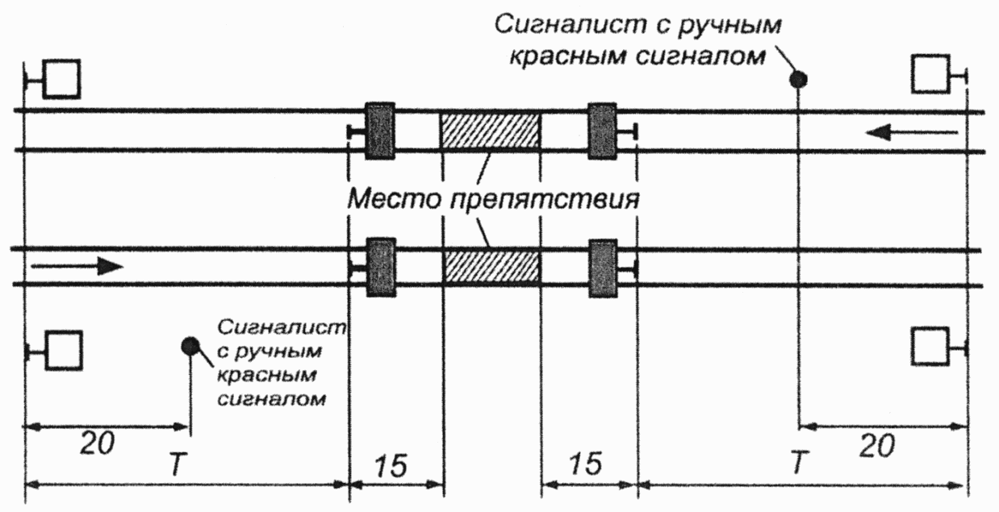 Сигналист с ручным
красным сигналом
Место препятствия
Сигналист
с ручным
красным
сигналом
20
20
Т
15
15
Т